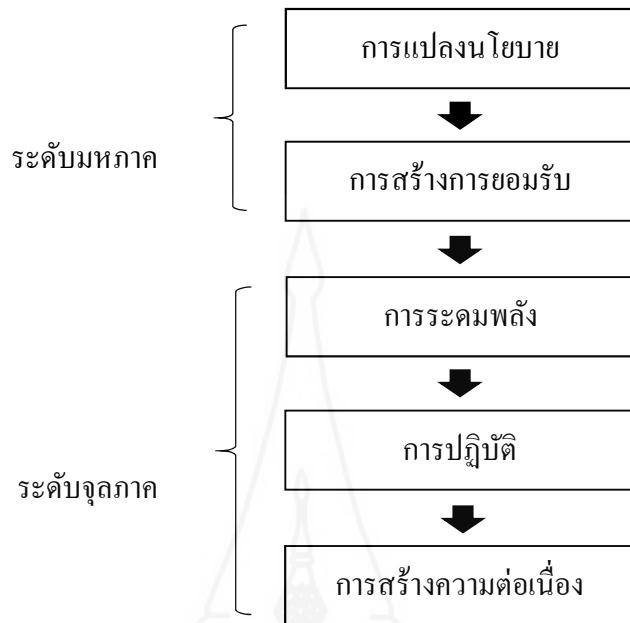 การแปลงนโยบาย
ระดับมหภาค
การสร้างการยอมรับ
การระดมพลัง
การปฏิบัติ
ระดับจุลภาค
การสร้างความต่อเนื่อง